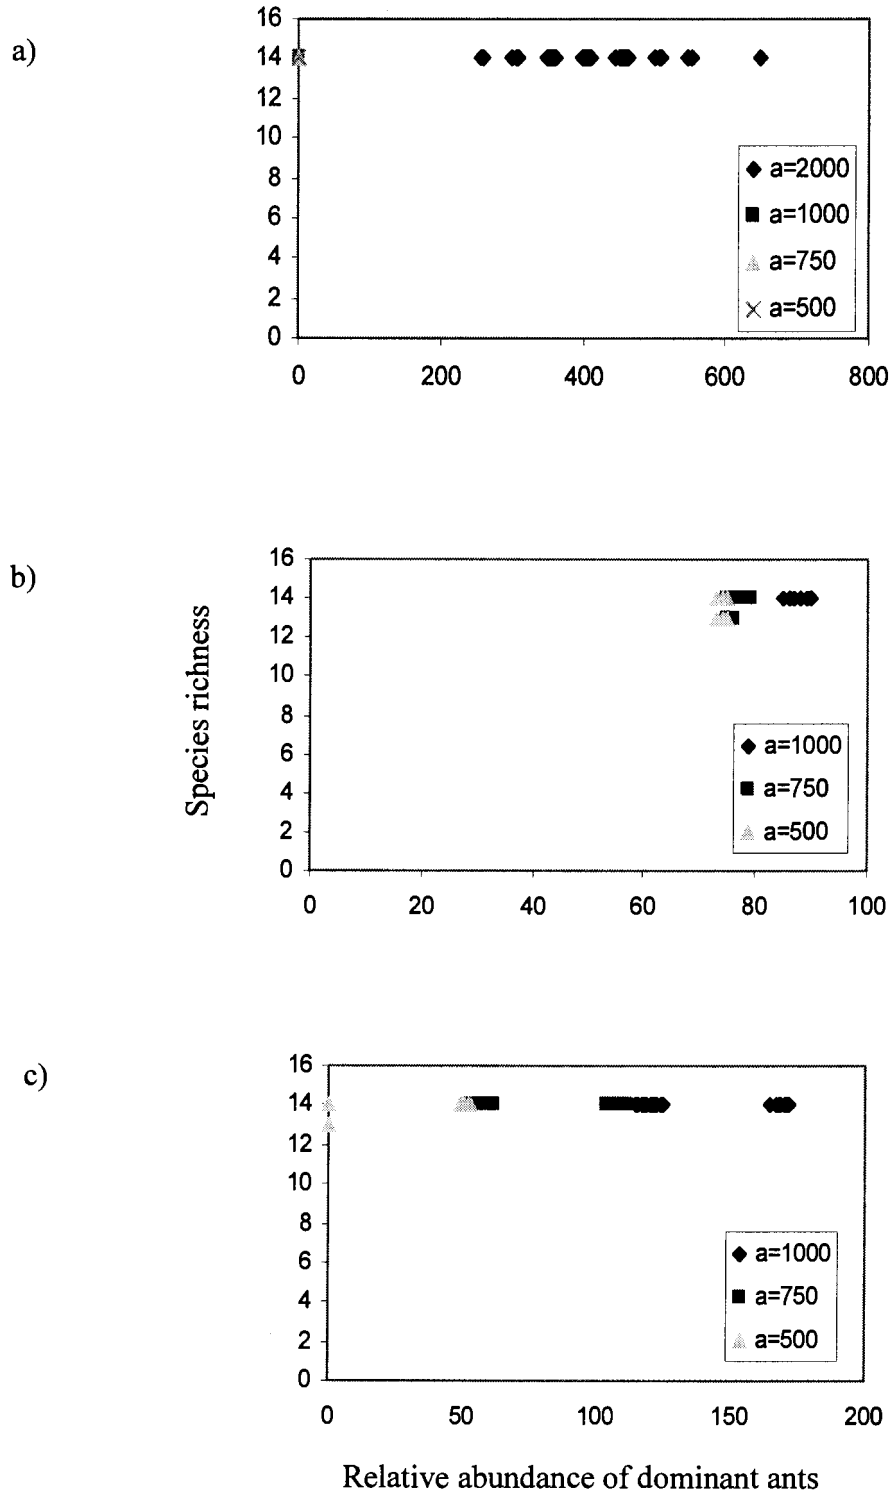 a)
16
14
12
10
8
6
4
2
0
0 200 400 600 800
a=2000
a=1000
a=750
a=500
b)
Species richness
16
14
12
10
8
6
4
2
0
0 20 40 60 80 100
a=1000
a=750
a=500
c)
16
14
12
10
8
6
4
2
0
0 50 100 150 200
a=1000
a=750
a=500
Relative abundance of dominant ants